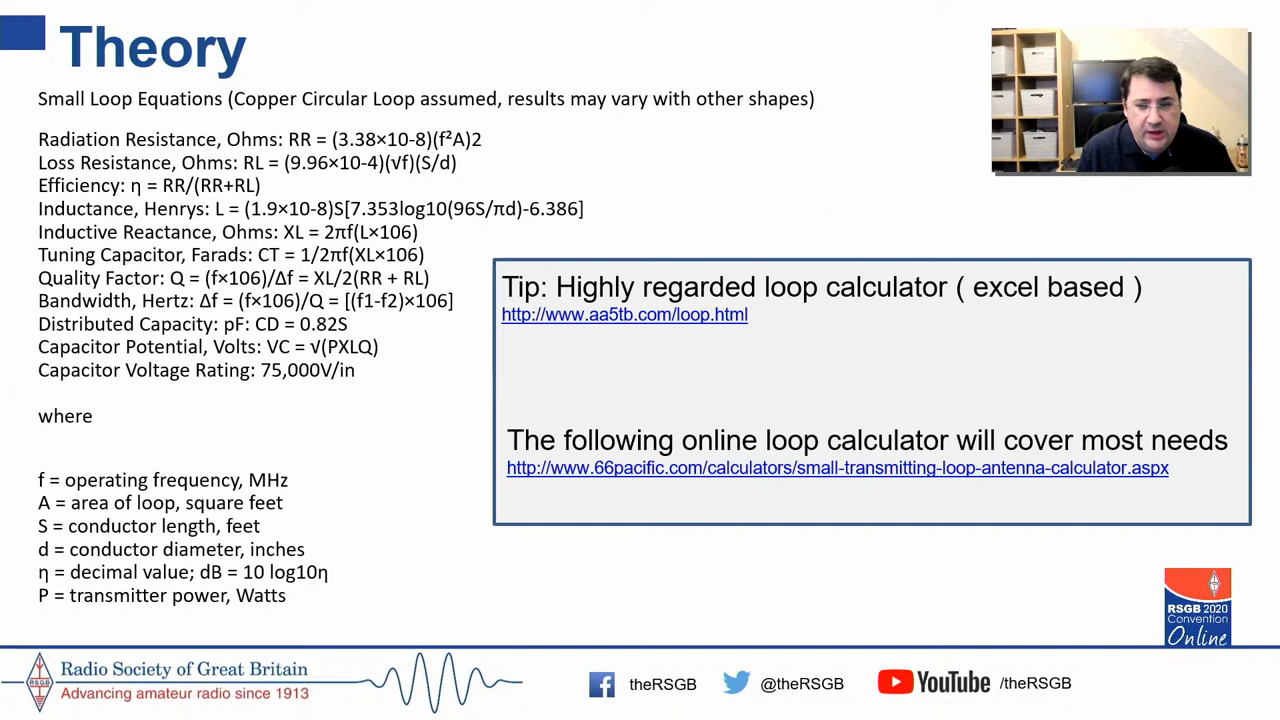 Theory
Small Loop Equations (Copper Circular Loop assumed, results may vary with other shapes)
Radiation Resistance, Ohms: RR = (3.38×10-8)(f²A)2
Loss Resistance, Ohms: RL = (9.96×10-4)(√f)(S/d)
Efficiency: η = RR/(RR+RL)
Inductance, Henrys: L = (1.9×10-8)S[7.353log10(96S/πd)-6.386]
Inductive Reactance, Ohms: XL = 2πf(L×106)
Tuning Capacitor, Farads: CT = 1/2πf(XL×106)
Quality Factor: Q = (f×106)/Δf = XL/2(RR + RL)
Bandwidth, Hertz: Δf = (f×106)/Q = [(f1-f2)×106]
Distributed Capacity: pF: CD = 0.82S
Capacitor Potential, Volts: VC = √(PXLQ)
Capacitor Voltage Rating: 75,000V/in
where
f = operating frequency, MHz
A = area of loop, square feet
S = conductor length, feet
d = conductor diameter, inches
η = decimal value; dB = 10 log10η
P = transmitter power, Watts
Tip: Highly regarded loop calculator ( excel based )
http://www.aa5tb.com/loop.html
The following online loop calculator will cover most needs
http://www.66pacific.com/calculators/small-transmitting-loop-antenna-calculator.aspx
RSGB 2020
Convention
Online
RSGB
Radio Society of Great Britain
Advancing amateur radio since 1913
theRSGB
@theRSGB
YouTube /theRSGB